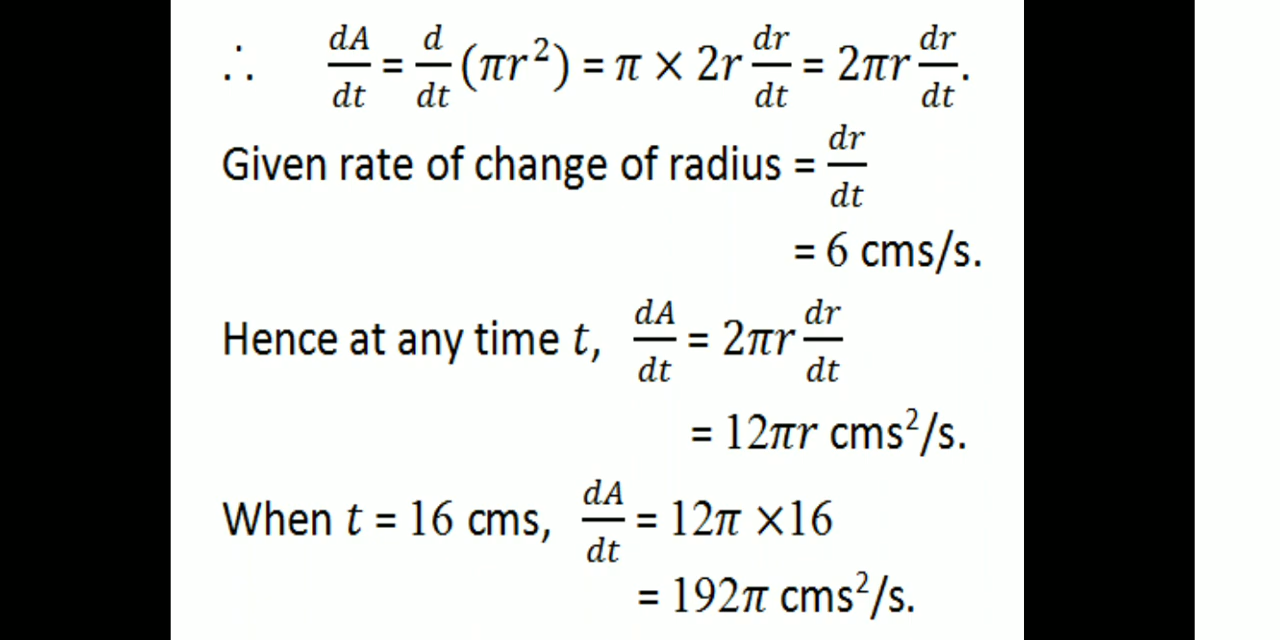 ∴ dA/dt = d/dt (πr²) = π × 2r dr/dt = 2πr dr/dt.
Given rate of change of radius = dr/dt
= 6 cms/s.
Hence at any time t, dA/dt = 2πr dr/dt
= 12πr cms²/s.
When t = 16 cms, dA/dt = 12π ×16
= 192π cms²/s.